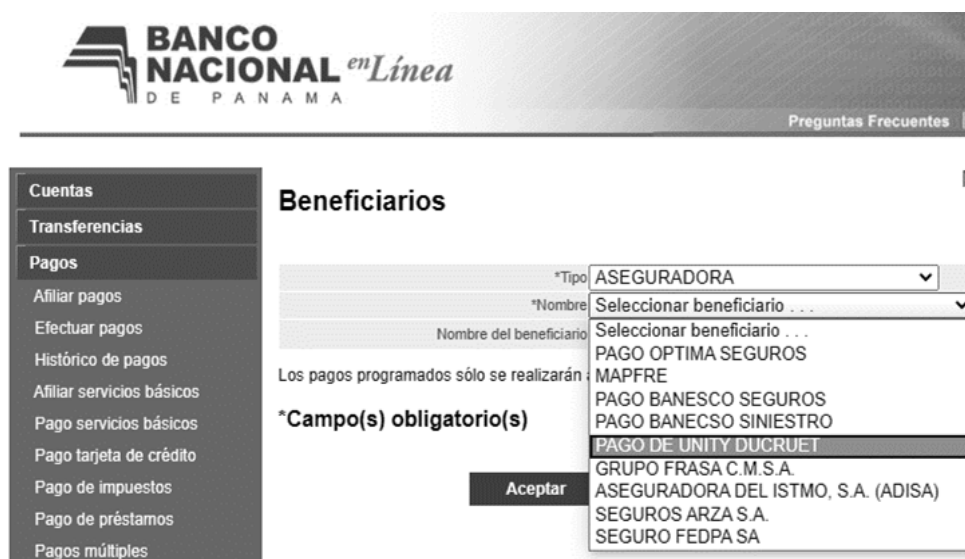 BANCO
NACIONAL en Línea
DE PANAMA
Preguntas Frecuentes
Cuentas
Transferencias
Pagos
Afiliar pagos
Efectuar pagos
Histórico de pagos
Afiliar servicios básicos
Pago servicios básicos
Pago tarjeta de crédito
Pago de impuestos
Pago de préstamos
Pagos múltiples
Beneficiarios
*Tipo ASEGURADORA
*Nombre Seleccionar beneficiario . . .
Nombre del beneficiario
Seleccionar beneficiario . . .
PAGO OPTIMA SEGUROS
MAPFRE
PAGO BANESCO SEGUROS
PAGO BANECSO SINIESTRO
PAGO DE UNITY DUCRUET
GRUPO FRASA C.M.S.A.
ASEGURADORA DEL ISTMO, S.A. (ADISA)
SEGUROS ARZA S.A.
SEGURO FEDPA SA
Los pagos programados sólo se realizarán
*Campo(s) obligatorio(s)
Aceptar